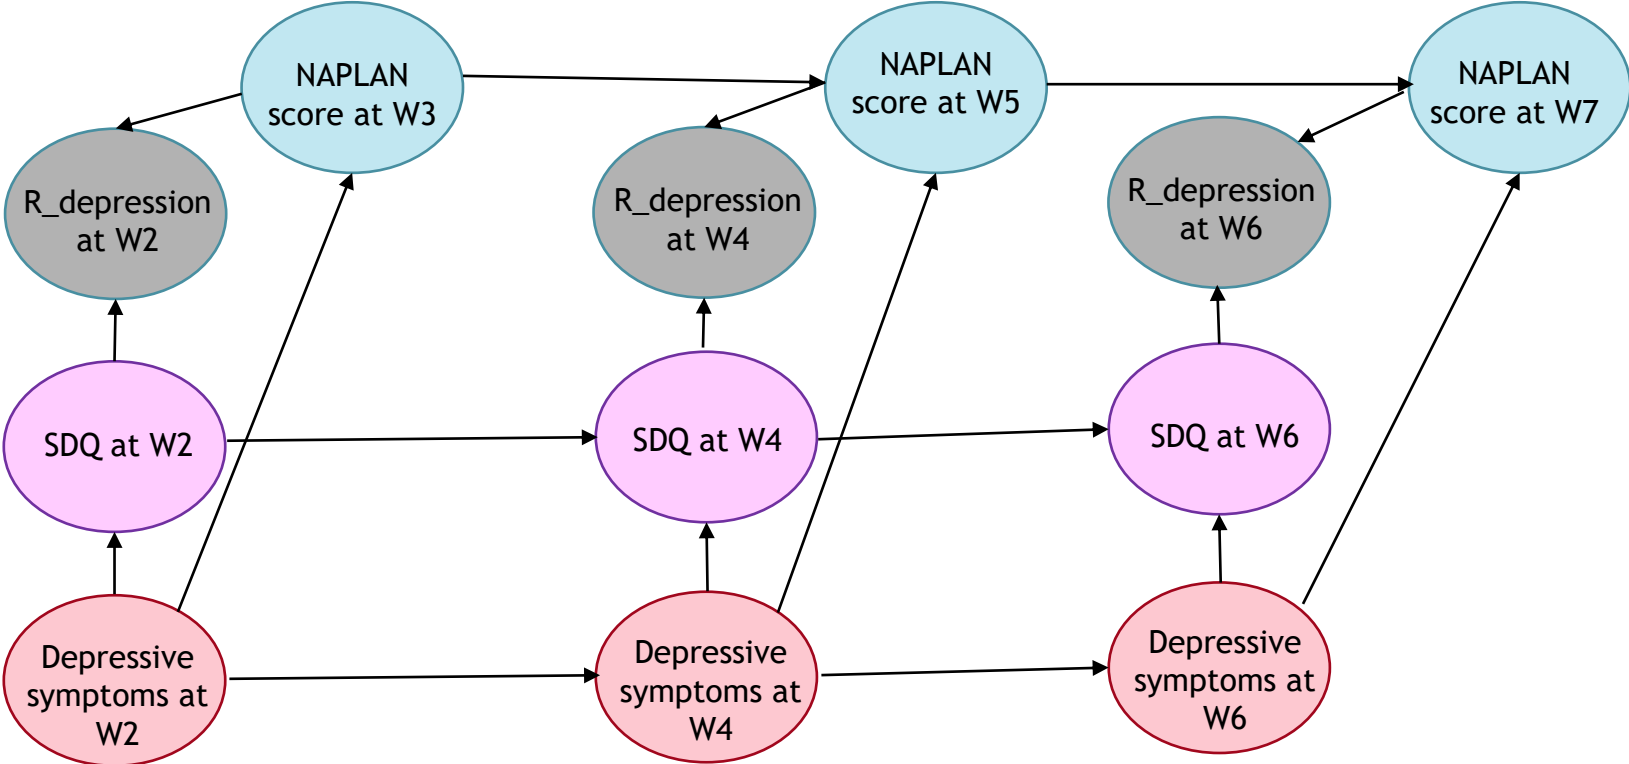 NAPLAN
score at W3
NAPLAN
score at W5
NAPLAN
score at W7
R_depression
at W2
R_depression
at W4
R_depression
at W6
SDQ at W2
SDQ at W4
SDQ at W6
Depressive
symptoms at
W2
Depressive
symptoms at
W4
Depressive
symptoms at
W6